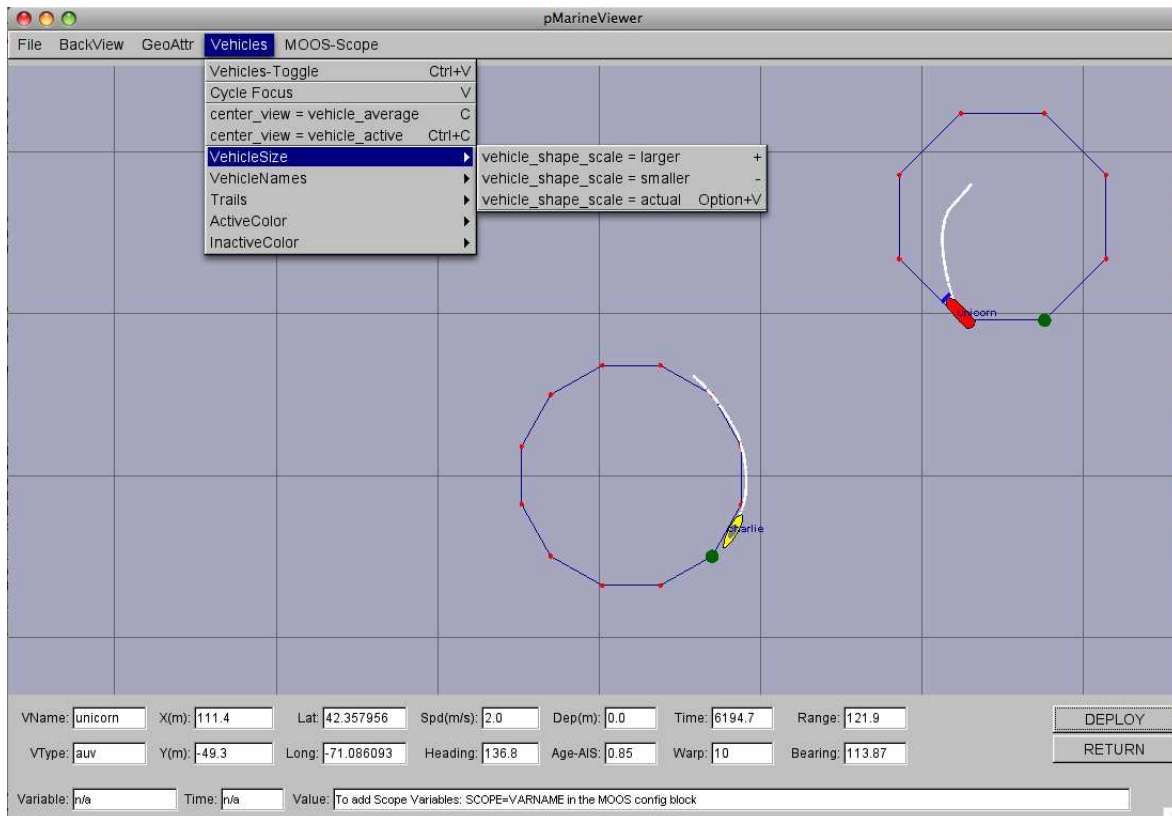 pMarineViewer
File BackView GeoAttr Vehicles MOOS-Scope
Vehicles-Toggle Ctrl+V
Cycle Focus V
center_view = vehicle_average C
center_view = vehicle_active Ctrl+C
VehicleSize
vehicle_shape_scale = larger +
VehicleNames
vehicle_shape_scale = smaller -
Trails
vehicle_shape_scale = actual Option+V
ActiveColor
InactiveColor
unicorn
charlie
VName: unicorn X(m): 111.4 Lat: 42.357956 Spd(m/s): 2.0 Dep(m): 0.0 Time: 6194.7 Range: 121.9 DEPLOY
VType: auv Y(m): -49.3 Long: -71.086093 Heading: 136.8 Age-AIS: 0.85 Warp: 10 Bearing: 113.87 RETURN
Variable: n/a Time: n/a Value: To add Scope Variables: SCOPE=VARNAME in the MOOS config block